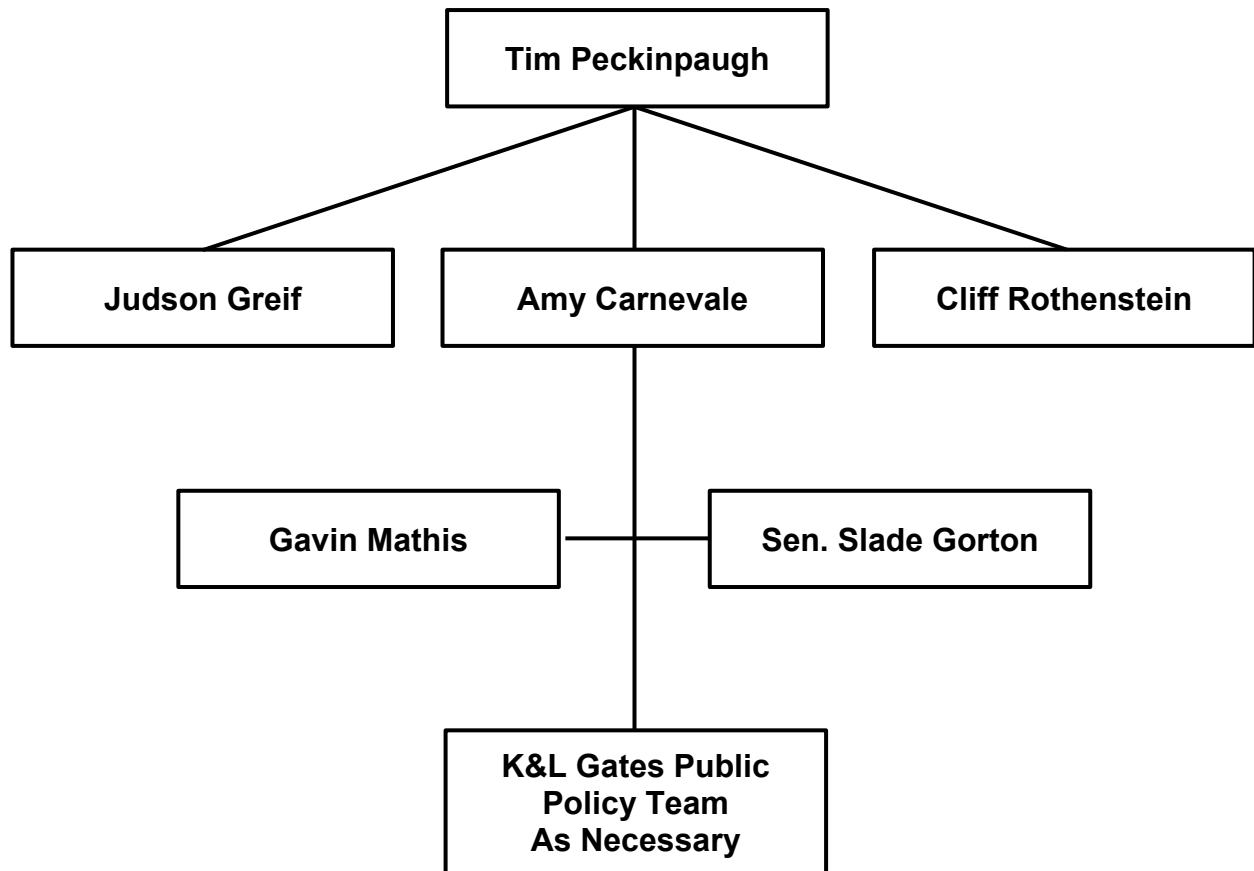 Tim Peckinpaugh
Judson Greif
Amy Carnevale
Cliff Rothenstein
Gavin Mathis
Sen. Slade Gorton
K&L Gates Public
Policy Team
As Necessary